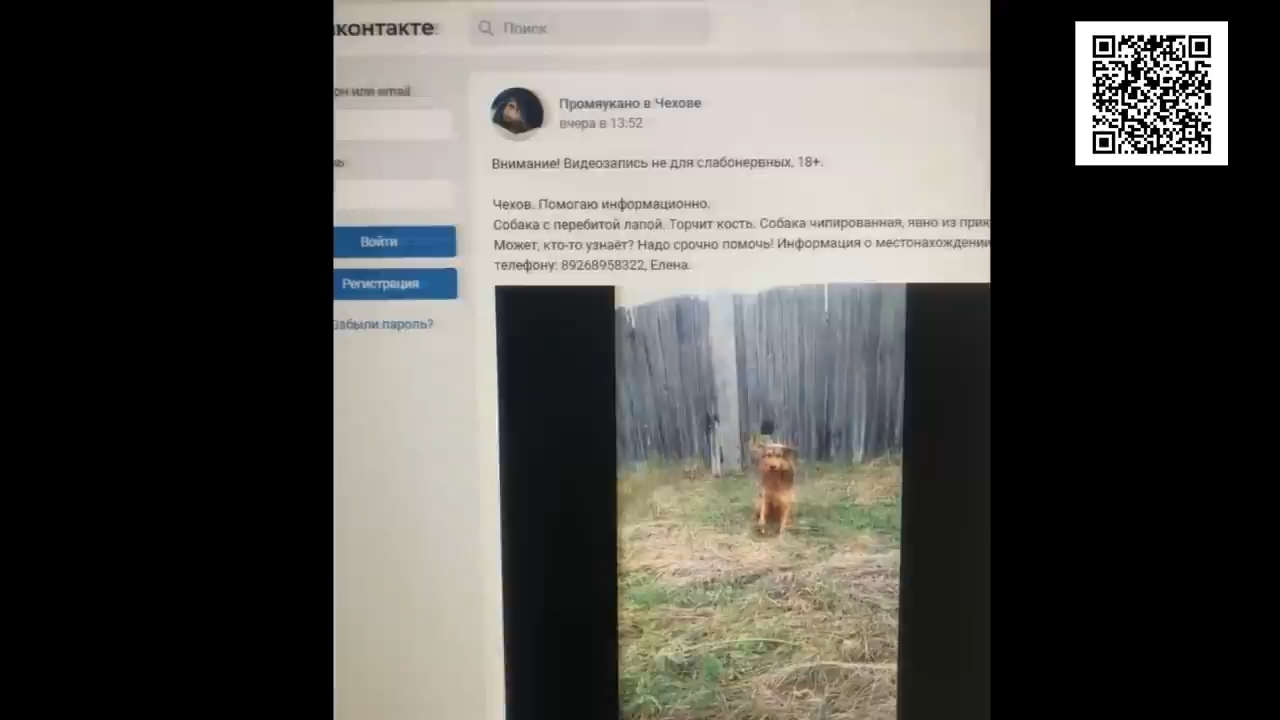 контакте
Поиск
он или email
Промяукано в Чехове
вчера в 13:52
Внимание! Видеозапись не для слабонервных, 18+.
Чехов. Помогаю информационно.
Собака с перебитой лапой. Торчит кость. Собака чипированная, явно из
Может, кто-то узнаёт? Надо срочно помочь! Информация о местонахождении
телефону: 89268958322, Елена.
Войти
Регистрация
Забыли пароль?